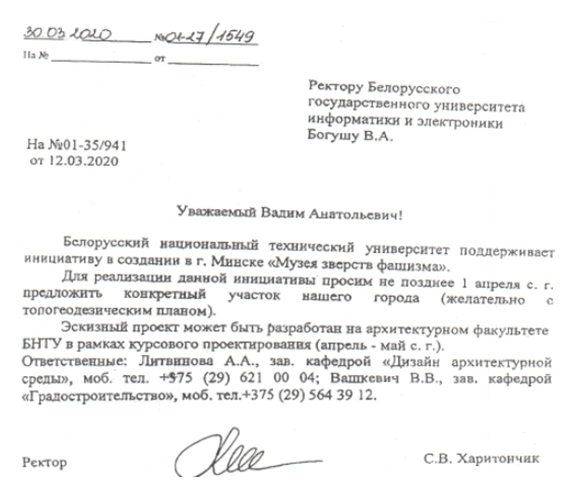 30.03.2020 №01-27/1549
На № от
Ректору Белорусского
государственного университета
информатики и электроники
Богушу В.А.
На №01-35/941
от 12.03.2020
Уважаемый Вадим Анатольевич!
Белорусский национальный технический университет поддерживает
инициативу в создании в г. Минске «Музея зверств фашизма».
Для реализации данной инициативы просим не позднее 1 апреля с. г.
предложить конкретный участок нашего города (желательно с
топогеодезическим планом).
Эскизный проект может быть разработан на архитектурном факультете
БНТУ в рамках курсового проектирования (апрель - май с. г.).
Ответственные: Литвинова А.А., зав. кафедрой «Дизайн архитектурной
среды», моб. тел. +375 (29) 621 00 04; Вашкевич В.В., зав. кафедрой
«Градостроительство», моб. тел.+375 (29) 564 39 12.
Ректор С.В. Харитончик